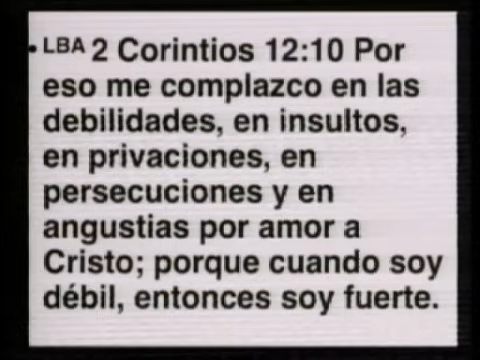 • LBA 2 Corintios 12:10 Por
eso me complazco en las
debilidades, en insultos,
en privaciones, en
persecuciones y en
angustias por amor a
Cristo; porque cuando soy
débil, entonces soy fuerte.